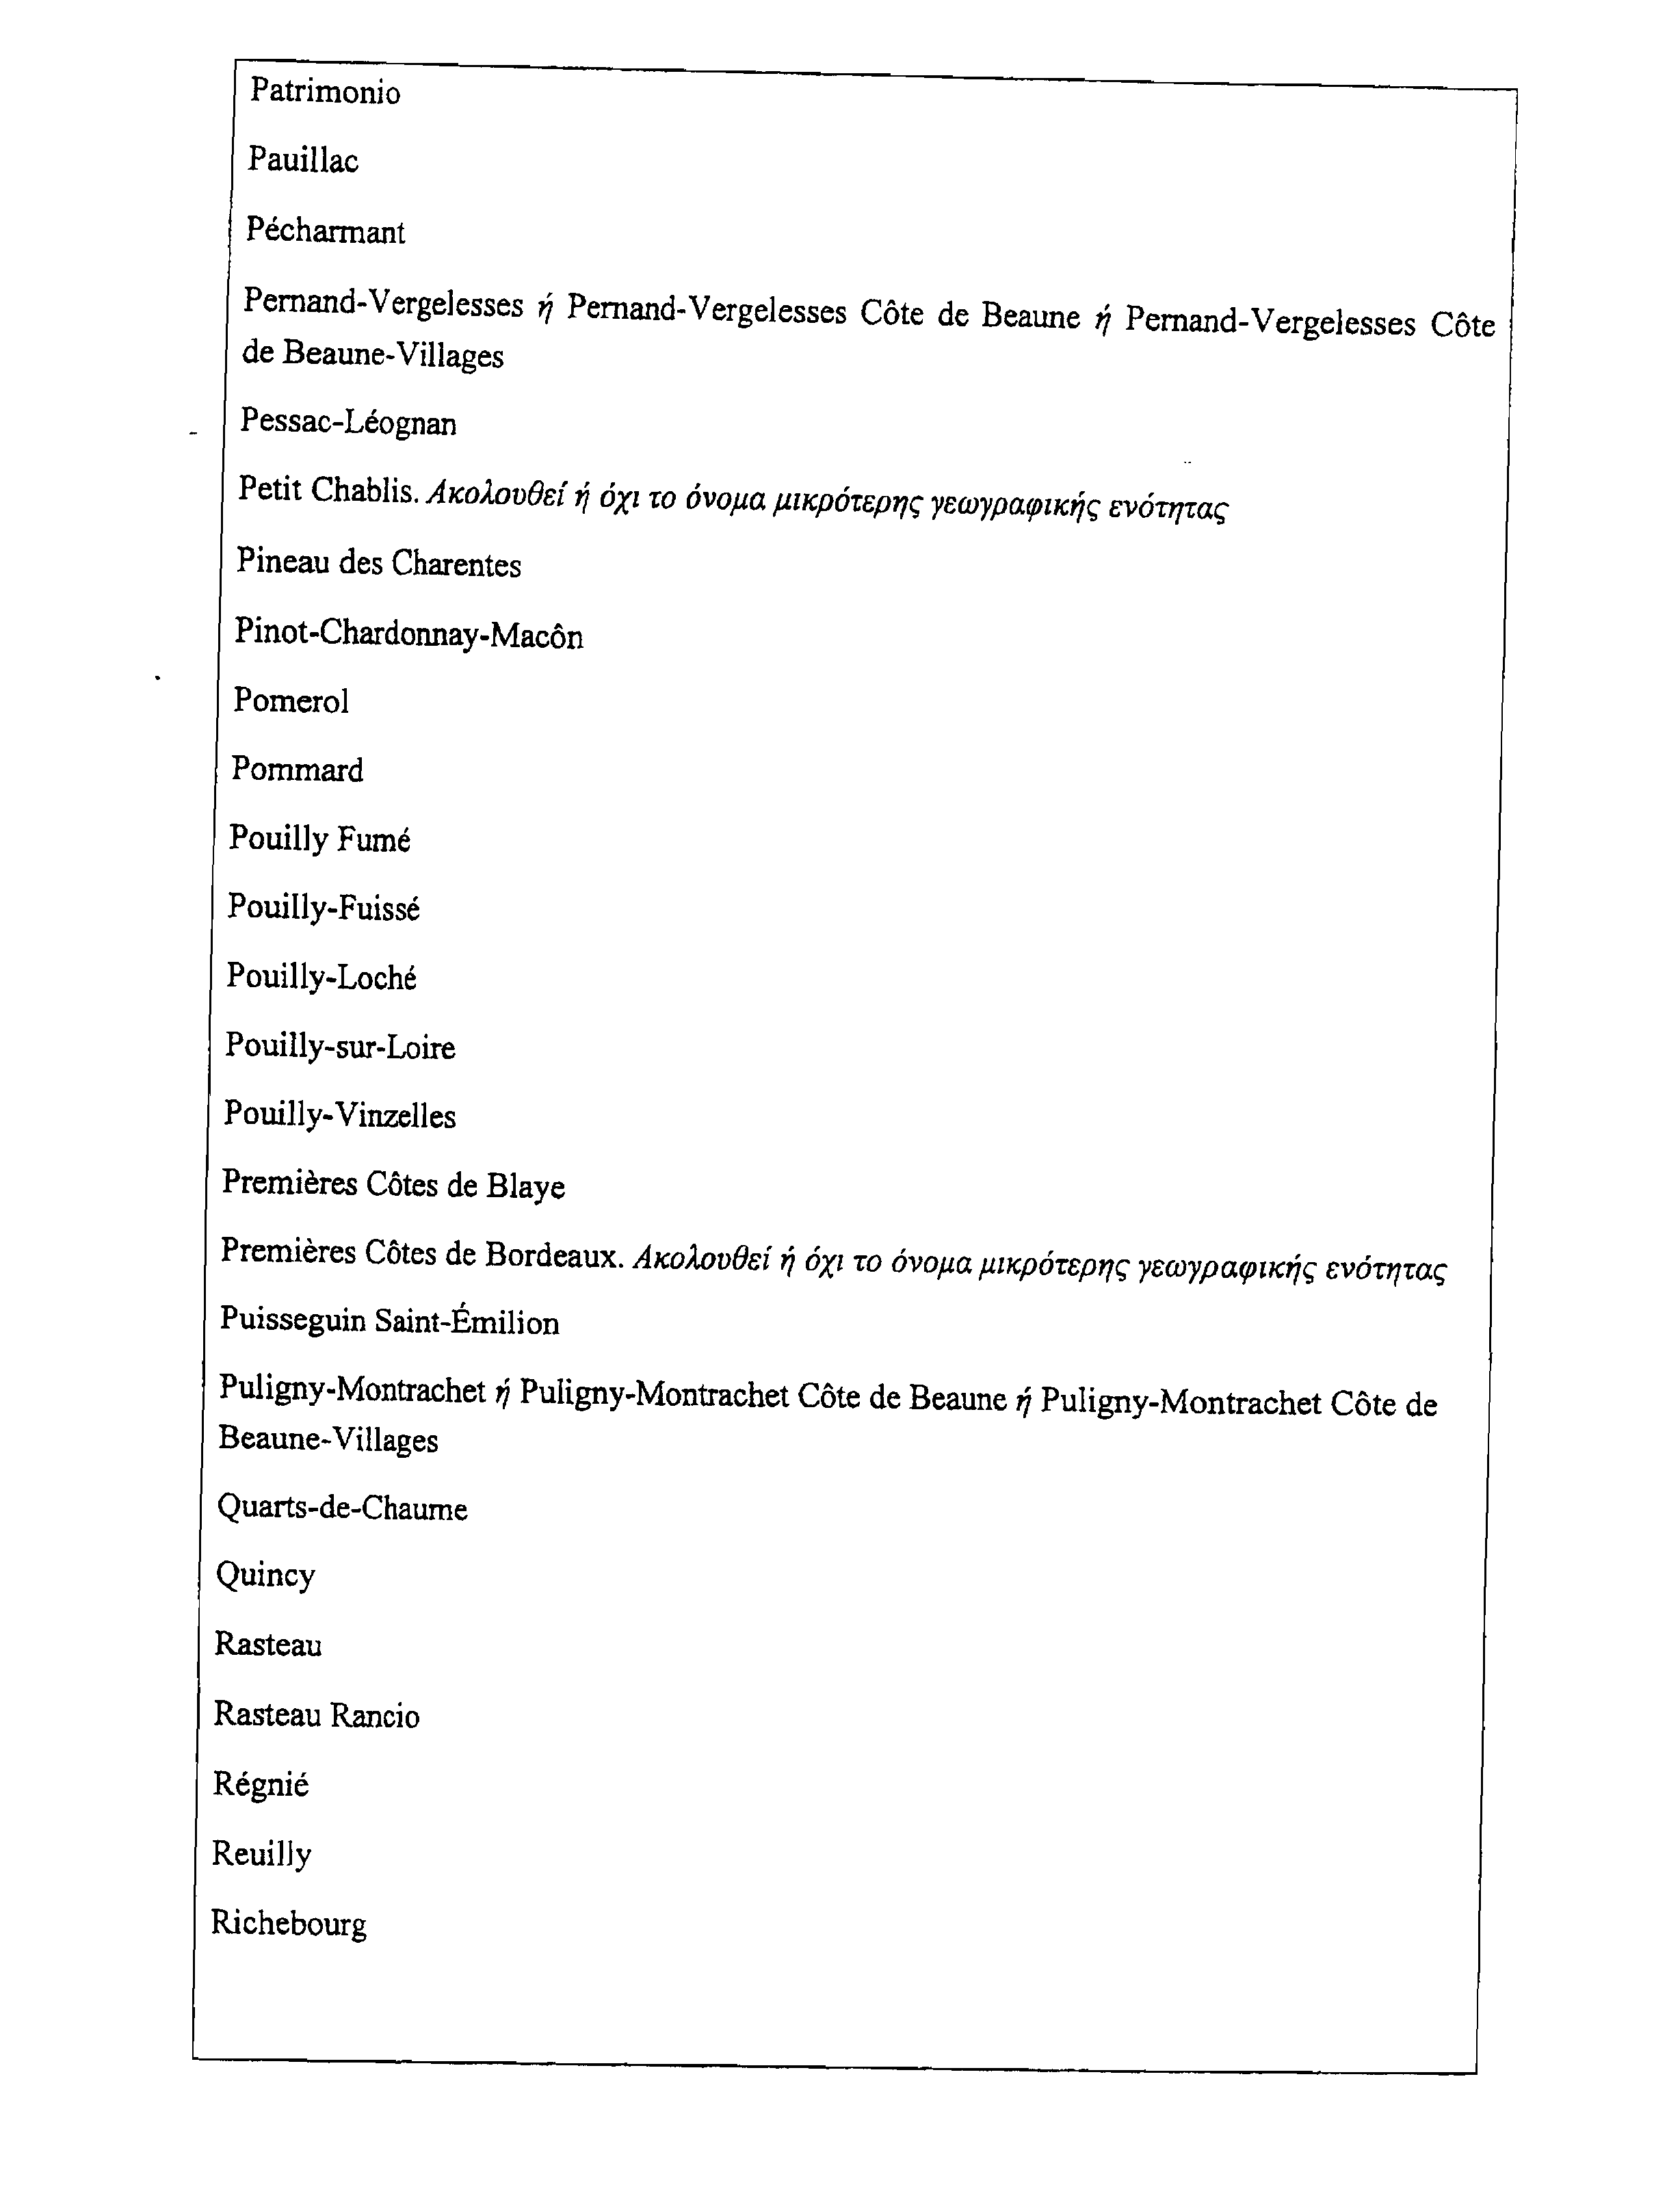 Patrimonio
Pauillac
Pécharmant
Pernand-Vergelesses ή Pernand-Vergelesses Côte de Beaune ή Pernand-Vergelesses Côte
de Beaune-Villages
Pessac-Léognan
Petit Chablis. Ακολουθεί ή όχι το όνομα μικρότερης γεωγραφικής ενότητας
Pineau des Charentes
Pinot-Chardonnay-Macôn
Pomerol
Pommard
Pouilly Fumé
Pouilly-Fuissé
Pouilly-Loché
Pouilly-sur-Loire
Pouilly-Vinzelles
Premières Côtes de Blaye
Premières Côtes de Bordeaux. Ακολουθεί ή όχι το όνομα μικρότερης γεωγραφικής ενότητας
Puisseguin Saint-Émilion
Puligny-Montrachet ή Puligny-Montrachet Côte de Beaune ή Puligny-Montrachet Côte de
Beaune-Villages
Quarts-de-Chaume
Quincy
Rasteau
Rasteau Rancio
Régnié
Reuilly
Richebourg